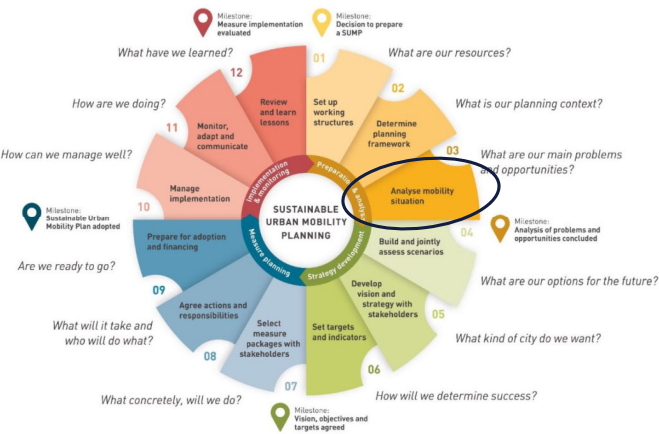 Milestone:
Measure implementation
evaluated
Milestone:
Decision to prepare
a SUMP
What have we learned?
What are our resources?
12
01
02
How are we doing?
What is our planning context?
Review
and learn
lessons
Set up
working
structures
Determine
planning
framework
11
Monitor,
adapt and
communicate
03
How can we manage well?
What are our main problems
and opportunities?
Implementation
& monitoring
Preparation
& analysis
Manage
implementation
Analyse mobility
situation
10
Milestone:
Sustainable Urban
Mobility Plan adopted
SUSTAINABLE
URBAN MOBILITY
PLANNING
Milestone:
Analysis of problems and
opportunities concluded
04
Prepare for adoption
and financing
Build and jointly
assess scenarios
Measure planning
Strategy development
Are we ready to go?
What are our options for the future?
09
Agree actions and
responsibilities
Develop
vision and
strategy with
stakeholders
05
What will it take and
who will do what?
Select
measure
packages with
stakeholders
Set targets
and indicators
What kind of city do we want?
08
06
07
What concretely, will we do?
How will we determine success?
Milestone:
Vision, objectives and
targets agreed